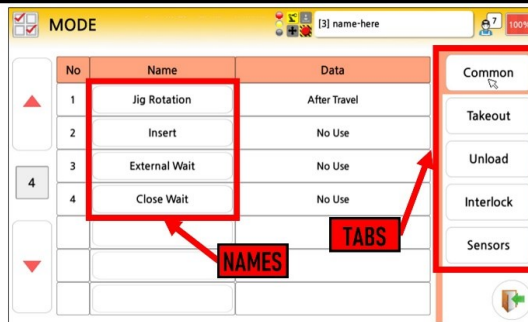 MODE
[3] name-here
7
100%
No Name Data
1 Jig Rotation After Travel
2 Insert No Use
3 External Wait No Use
4 Close Wait No Use
4
Common
Takeout
Unload
Interlock
Sensors
NAMES
TABS